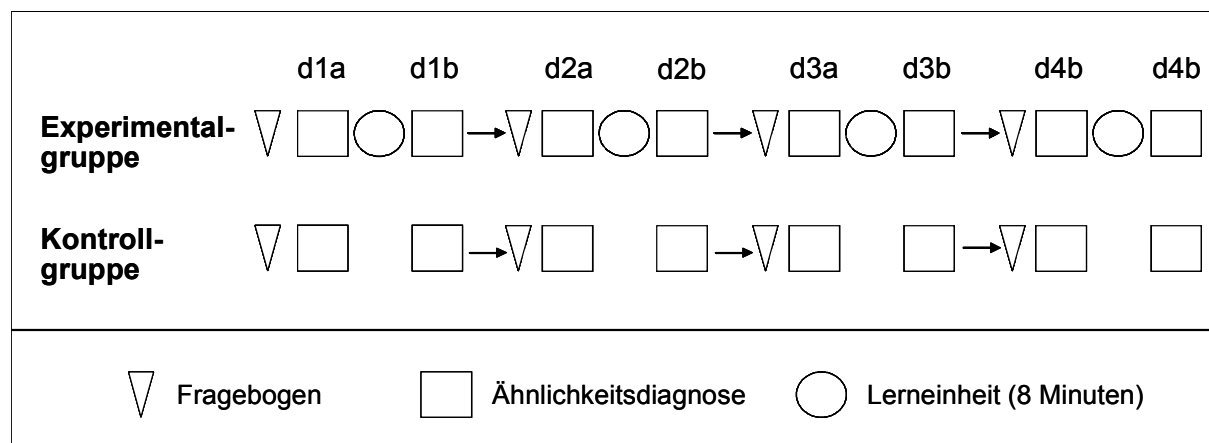 d1a d1b d2a d2b d3a d3b d4b d4b
Experimental-
gruppe
Kontroll-
gruppe
Fragebogen Ähnlichkeitsdiagnose Lerneinheit (8 Minuten)